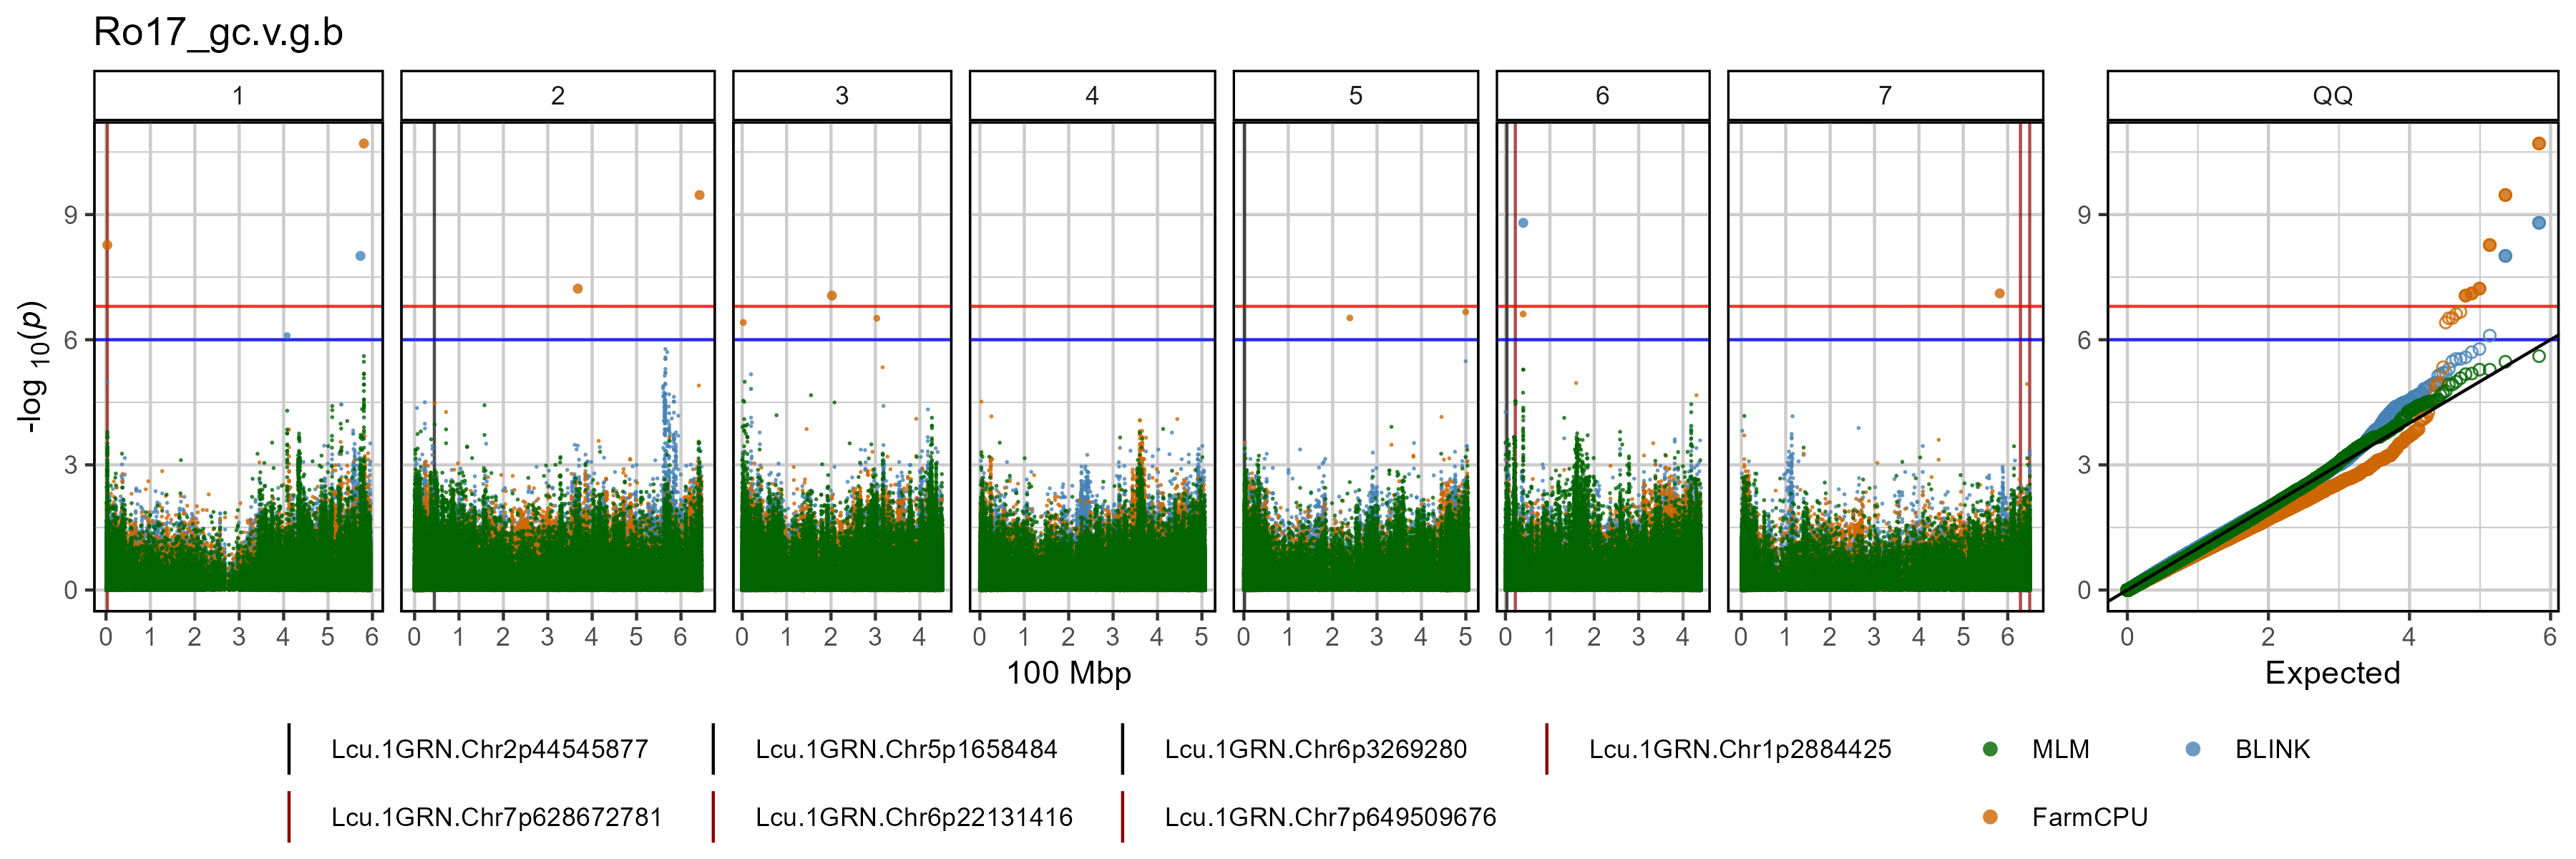 Ro17_gc.v.g.b
1 2 3 4 5 6 7 QQ
-log 10(p)
9 9
6 6
3 3
0 0
0 1 2 3 4 5 6 0 1 2 3 4 5 6 0 1 2 3 4 0 1 2 3 4 5 0 1 2 3 4 5 0 1 2 3 4 0 1 2 3 4 5 6 0 2 4 6
100 Mbp Expected
Lcu.1GRN.Chr2p44545877 Lcu.1GRN.Chr5p1658484 Lcu.1GRN.Chr6p3269280 Lcu.1GRN.Chr1p2884425 MLM BLINK
Lcu.1GRN.Chr7p628672781 Lcu.1GRN.Chr6p22131416 Lcu.1GRN.Chr7p649509676 FarmCPU